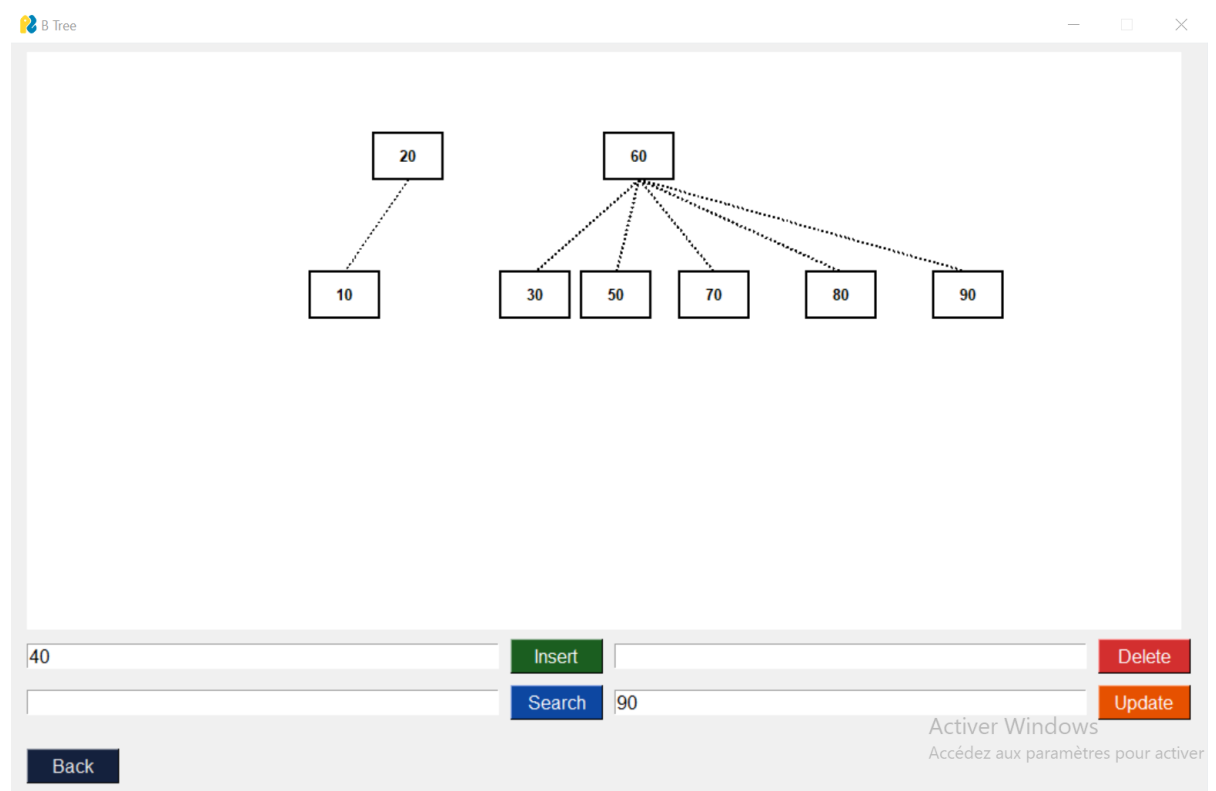 B Tree
20 60
10 30 50 70 80 90
40 Insert Delete
Search 90 Update
Activer Windows
Accédez aux paramètres pour activer
Back